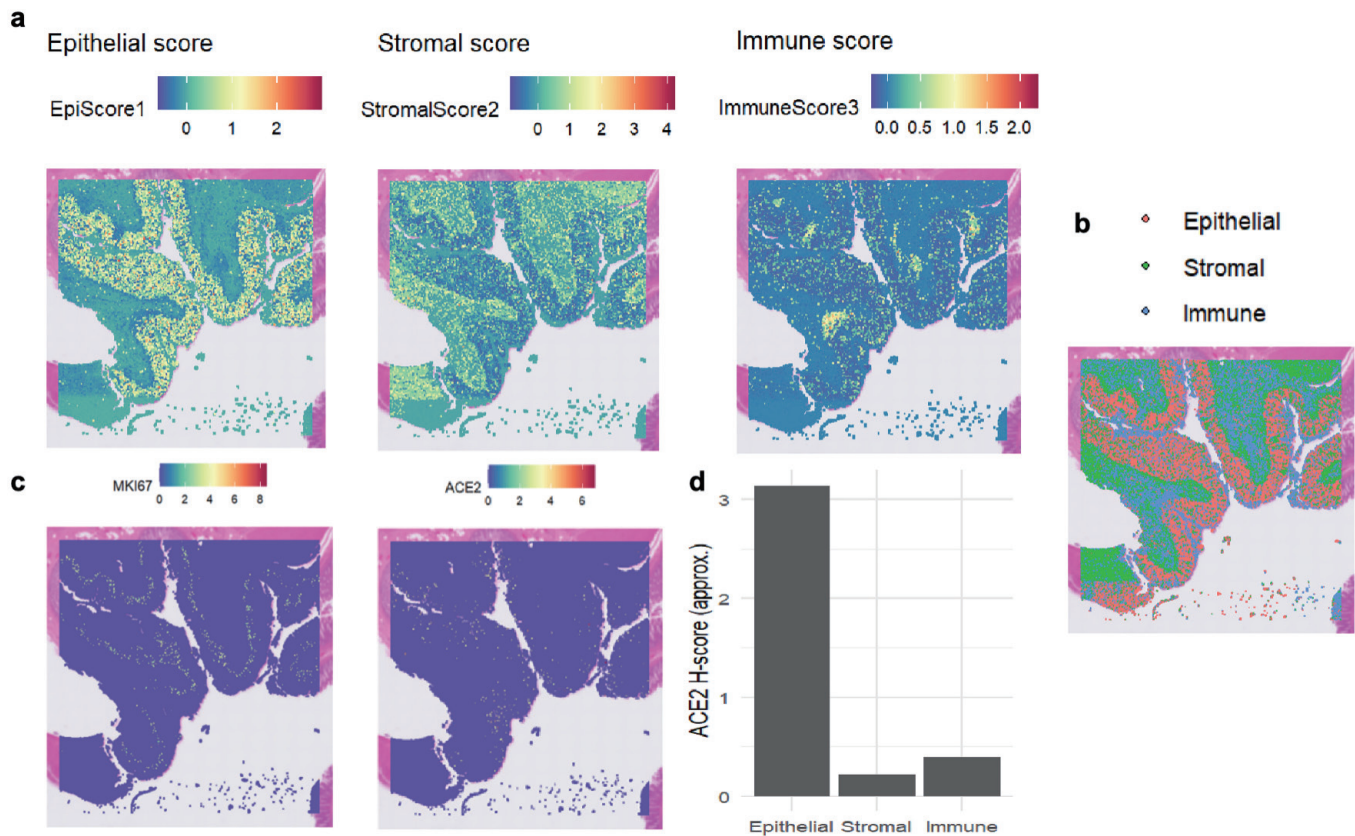 a
Epithelial score
Stromal score
Immune score
EpiScore1
0 1 2
StromalScore2
0 1 2 3 4
ImmuneScore3
0.0 0.5 1.0 1.5 2.0
b
Epithelial
Stromal
Immune
c
MKI67
0 2 4 6 8
ACE2
0 2 4 6
d
ACE2 H-score (approx.)
3
2
1
0
Epithelial Stromal Immune